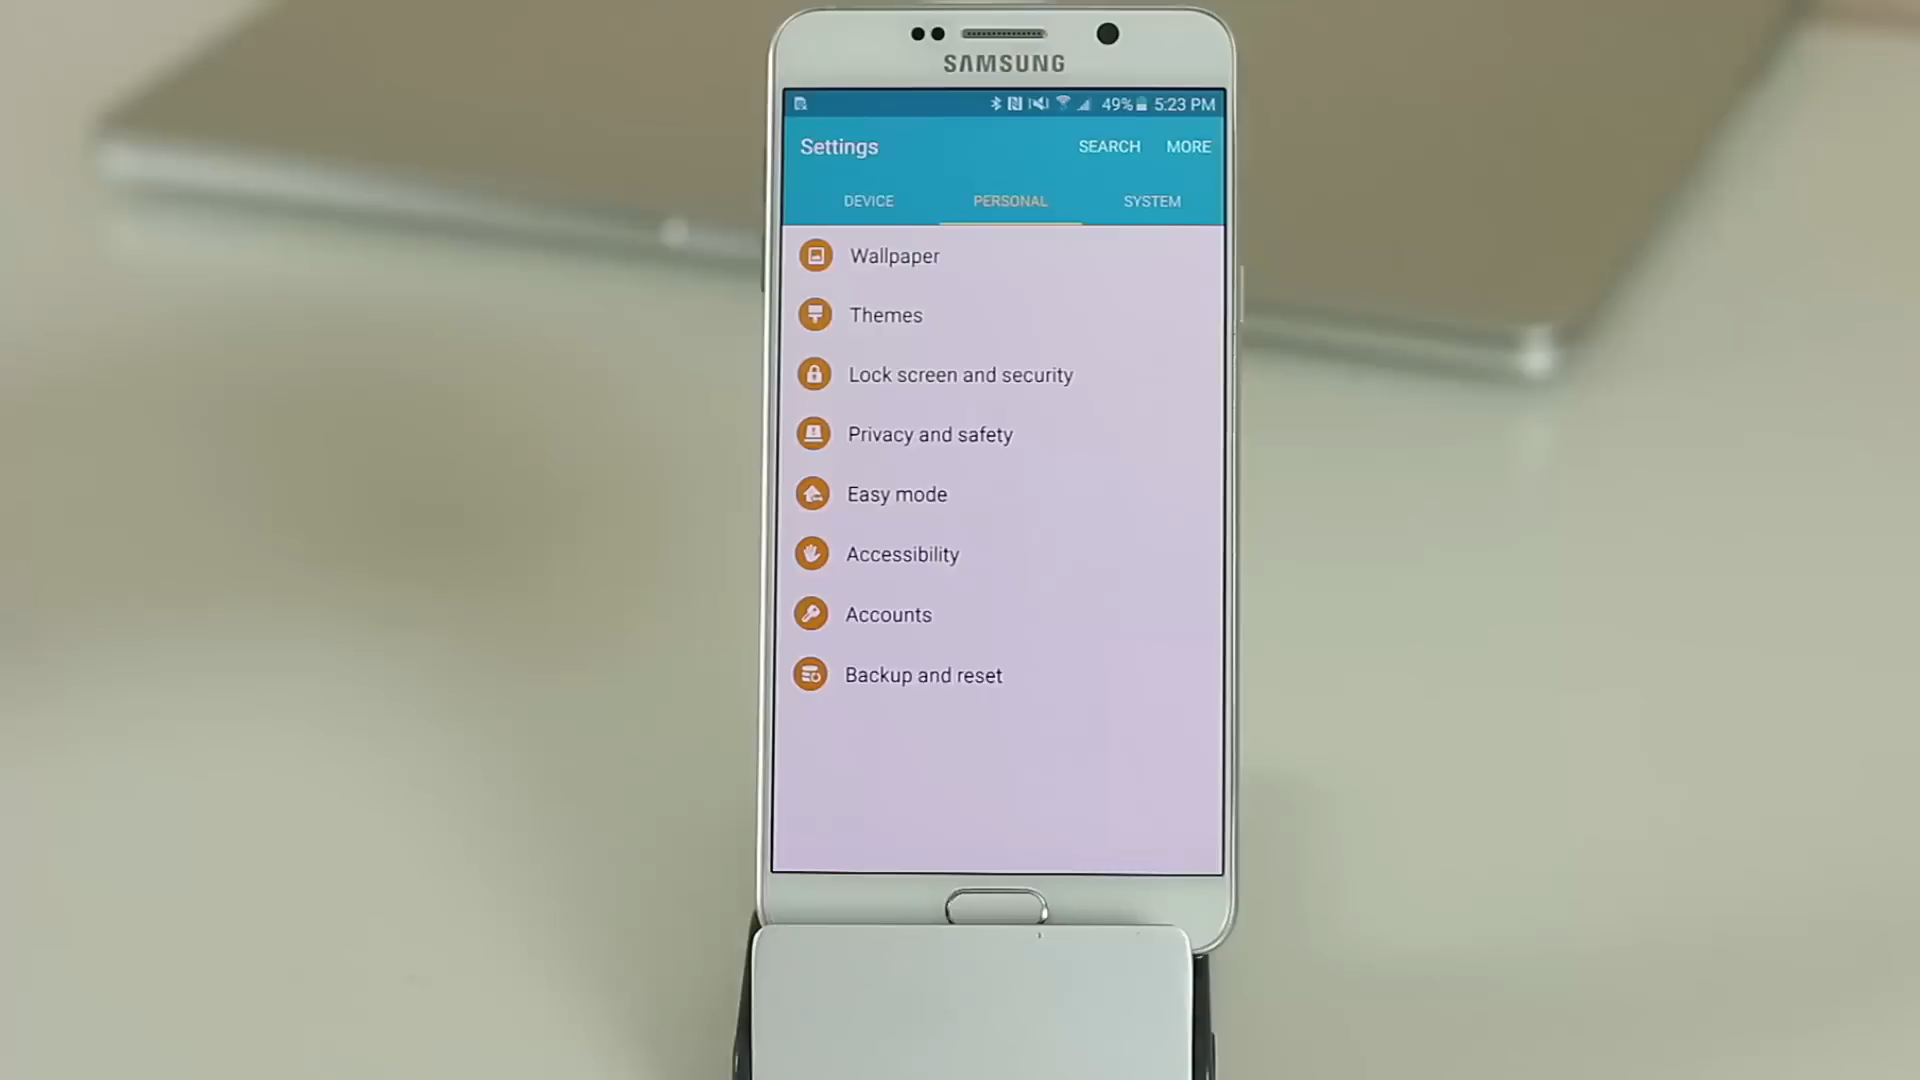 SAMSUNG
49% 5:23 PM
Settings SEARCH MORE
DEVICE PERSONAL SYSTEM
Wallpaper
Themes
Lock screen and security
Privacy and safety
Easy mode
Accessibility
Accounts
Backup and reset